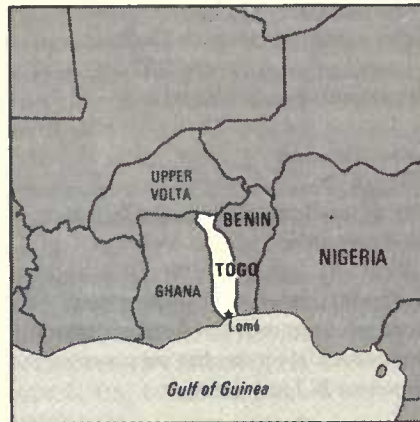 UPPER
VOLTA
BENIN
TOGO
NIGERIA
GHANA
Lomé
Gulf of Guinea